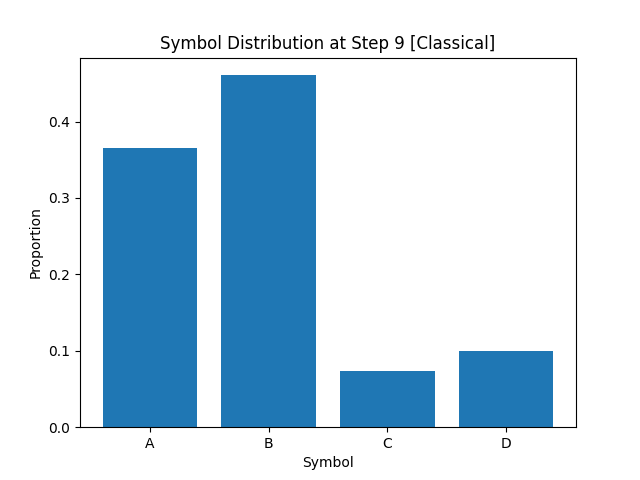 Symbol Distribution at Step 9 [Classical]
Proportion
0.4
0.3
0.2
0.1
0.0
A B C D
Symbol